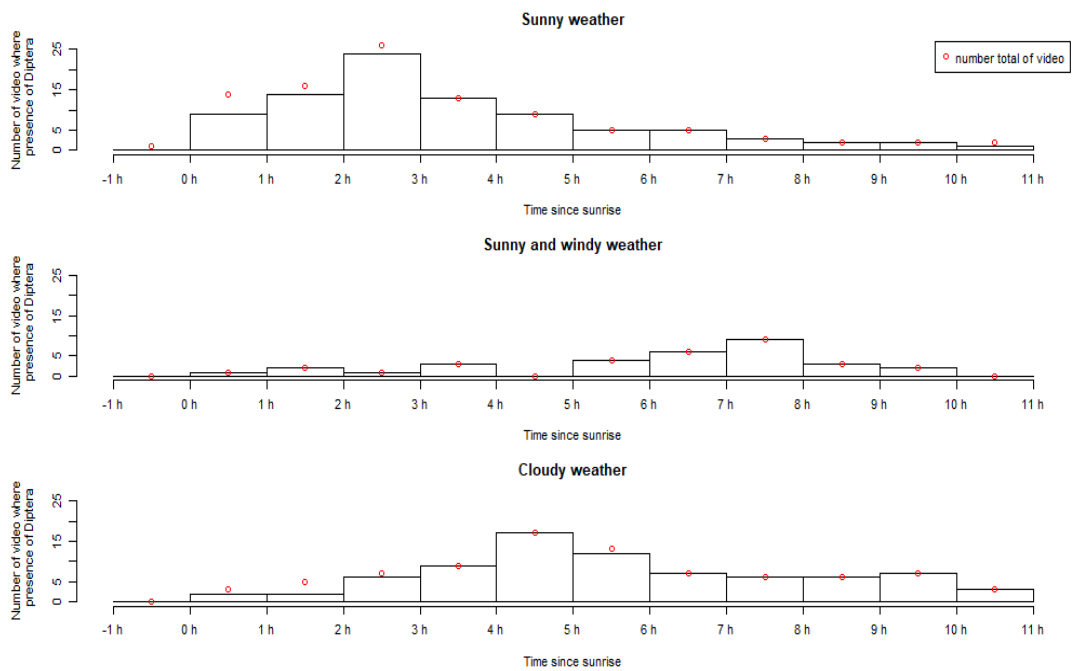 Sunny weather
Number of video where
presence of Diptera
25
15
5
0
number total of video
-1 h 0 h 1 h 2 h 3 h 4 h 5 h 6 h 7 h 8 h 9 h 10 h 11 h
Time since sunrise
Sunny and windy weather
Number of video where
presence of Diptera
25
15
5
0
-1 h 0 h 1 h 2 h 3 h 4 h 5 h 6 h 7 h 8 h 9 h 10 h 11 h
Time since sunrise
Cloudy weather
Number of video where
presence of Diptera
25
15
5
0
-1 h 0 h 1 h 2 h 3 h 4 h 5 h 6 h 7 h 8 h 9 h 10 h 11 h
Time since sunrise